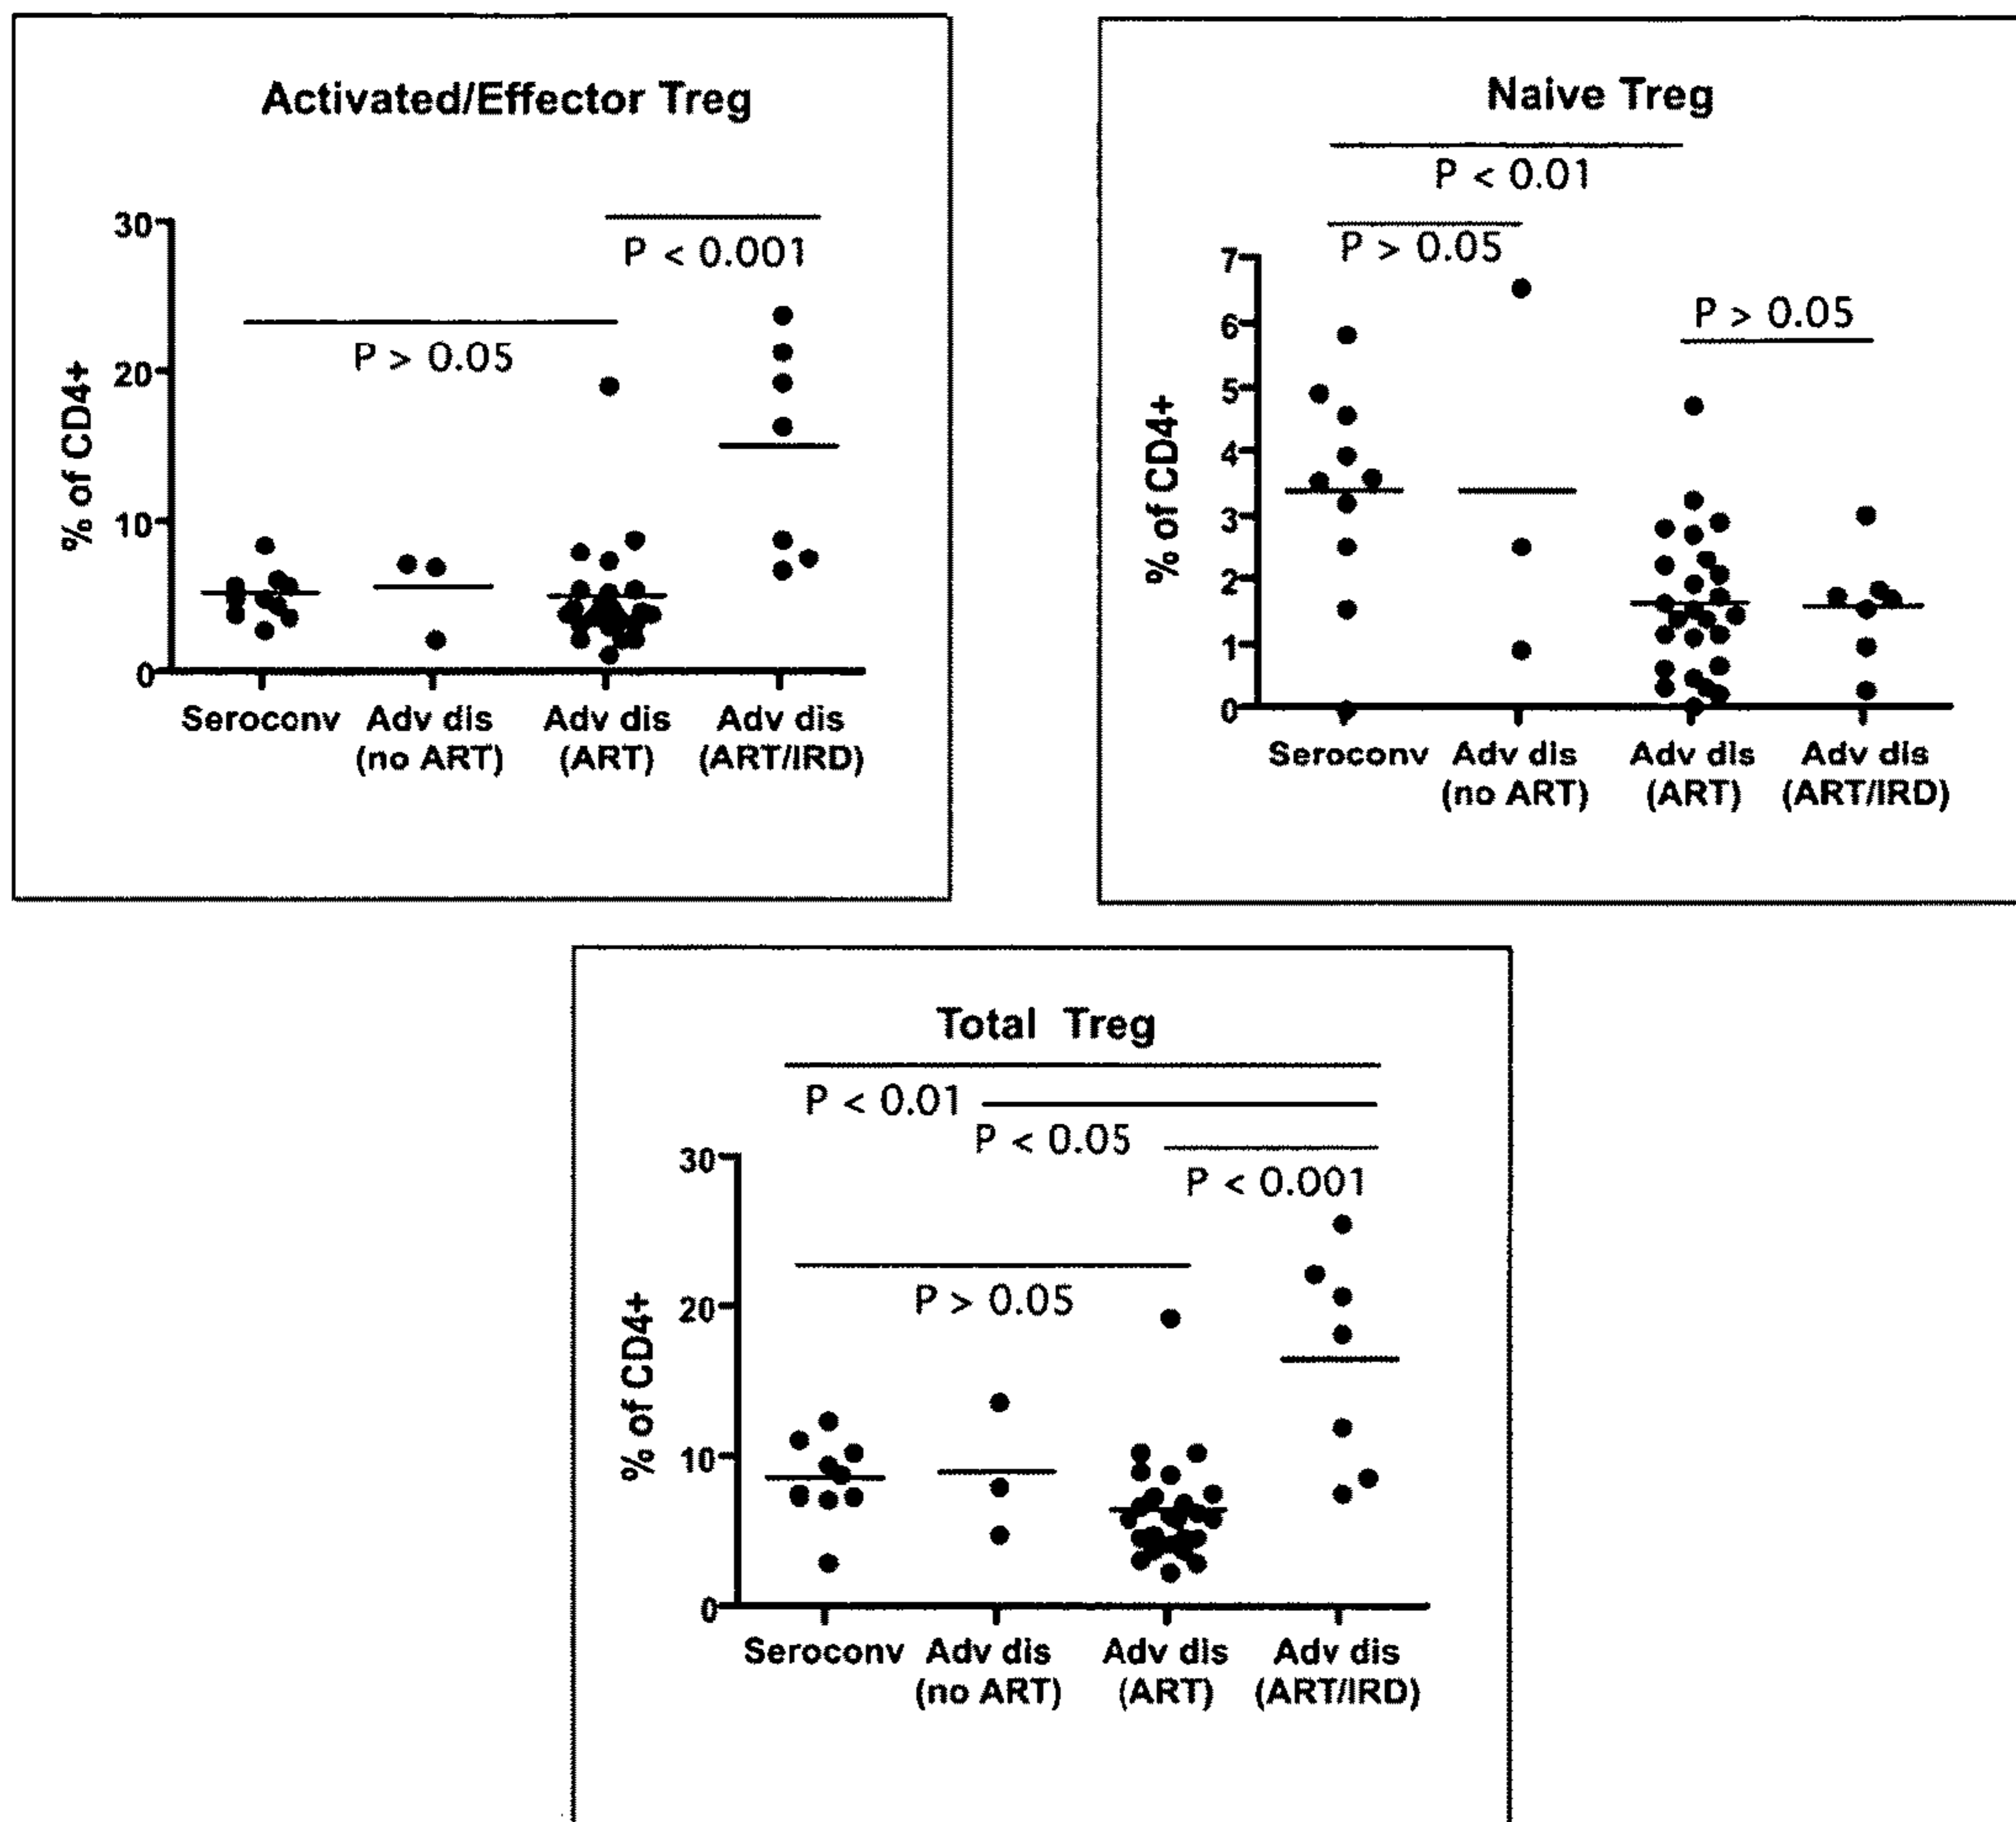 Activated/Effector Treg
P < 0.001
P > 0.05
% of CD4+
30
20
10
0
Seroconv
Adv dis
(no ART)
Adv dis
(ART)
Adv dis
(ART/IRD)
Naive Treg
P < 0.01
P > 0.05
P > 0.05
% of CD4+
7
6
5
4
3
2
1
0
Seroconv
Adv dis
(no ART)
Adv dis
(ART)
Adv dis
(ART/IRD)
Total Treg
P < 0.01
P < 0.05
P < 0.001
P > 0.05
% of CD4+
30
20
10
0
Seroconv
Adv dis
(no ART)
Adv dis
(ART)
Adv dis
(ART/IRD)